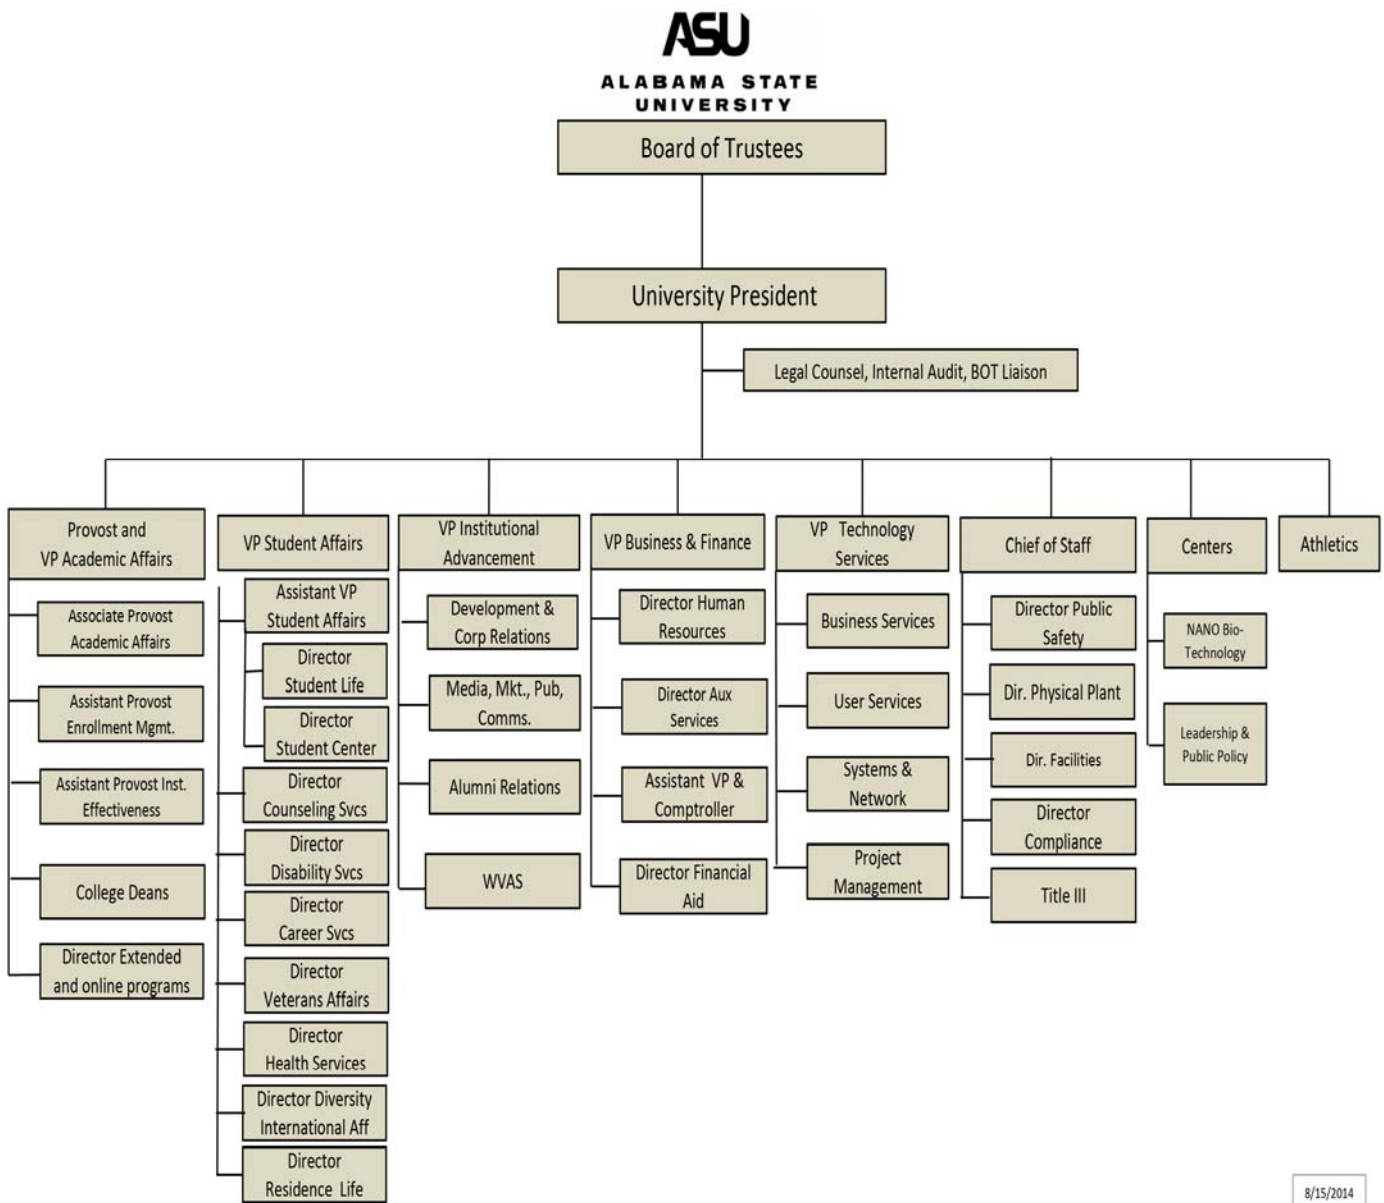 ASU
ALABAMA STATE
UNIVERSITY
Board of Trustees
University President
Legal Counsel, Internal Audit, BOT Liaison
Provost and
VP Academic Affairs
Associate Provost
Academic Affairs
Assistant Provost
Enrollment Mgmt.
Assistant Provost Inst.
Effectiveness
College Deans
Director Extended
and online programs
VP Student Affairs
Assistant VP
Student Affairs
Director
Student Life
Director
Student Center
Director
Counseling Svcs
Director
Disability Svcs
Director
Career Svcs
Director
Veterans Affairs
Director
Health Services
Director Diversity
International Aff
Director
Residence Life
VP Institutional
Advancement
Development &
Corp Relations
Media, Mkt., Pub,
Comms.
Alumni Relations
WVAS
VP Business & Finance
Director Human
Resources
Director Aux
Services
Assistant VP &
Comptroller
Director Financial
Aid
VP Technology
Services
Business Services
User Services
Systems &
Network
Project
Management
Chief of Staff
Director Public
Safety
Dir. Physical Plant
Dir. Facilities
Director
Compliance
Title III
Centers
NANO Bio-
Technology
Leadership &
Public Policy
Athletics
8/15/2014